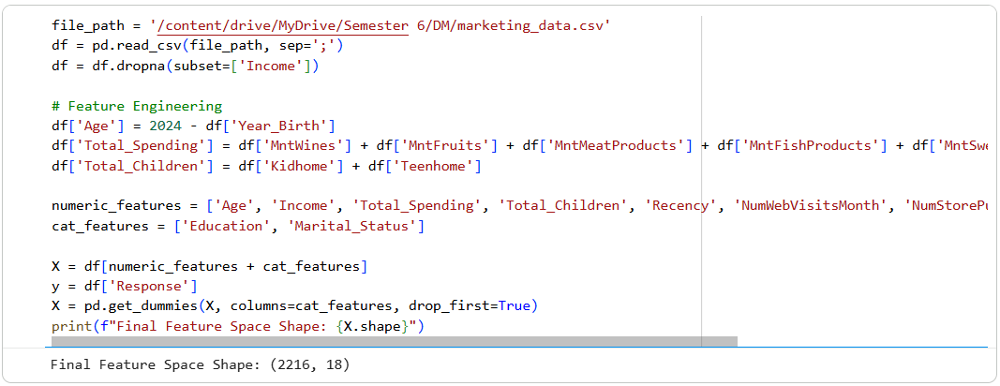 file_path = '/content/drive/MyDrive/Semester 6/DM/marketing_data.csv'
df = pd.read_csv(file_path, sep=';')
df = df.dropna(subset=['Income'])
# Feature Engineering
df['Age'] = 2024 - df['Year_Birth']
df['Total_Spending'] = df['MntWines'] + df['MntFruits'] + df['MntMeatProducts'] + df['MntFishProducts'] + df['MntSwe
df['Total_Children'] = df['Kidhome'] + df['Teenhome']
numeric_features = ['Age', 'Income', 'Total_Spending', 'Total_Children', 'Recency', 'NumWebVisitsMonth', 'NumStorePu
cat_features = ['Education', 'Marital_Status']
X = df[numeric_features + cat_features]
y = df['Response']
X = pd.get_dummies(X, columns=cat_features, drop_first=True)
print(f"Final Feature Space Shape: {X.shape}")
Final Feature Space Shape: (2216, 18)